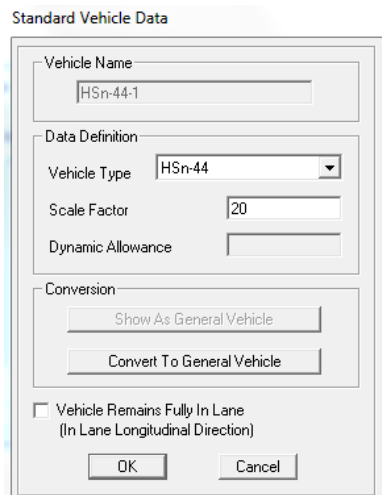 Standard Vehicle Data
Vehicle Name
HSn-44-1
Data Definition
Vehicle Type HSn-44
Scale Factor 20
Dynamic Allowance
Conversion
Show As General Vehicle
Convert To General Vehicle
Vehicle Remains Fully In Lane
(In Lane Longitudinal Direction)
OK Cancel